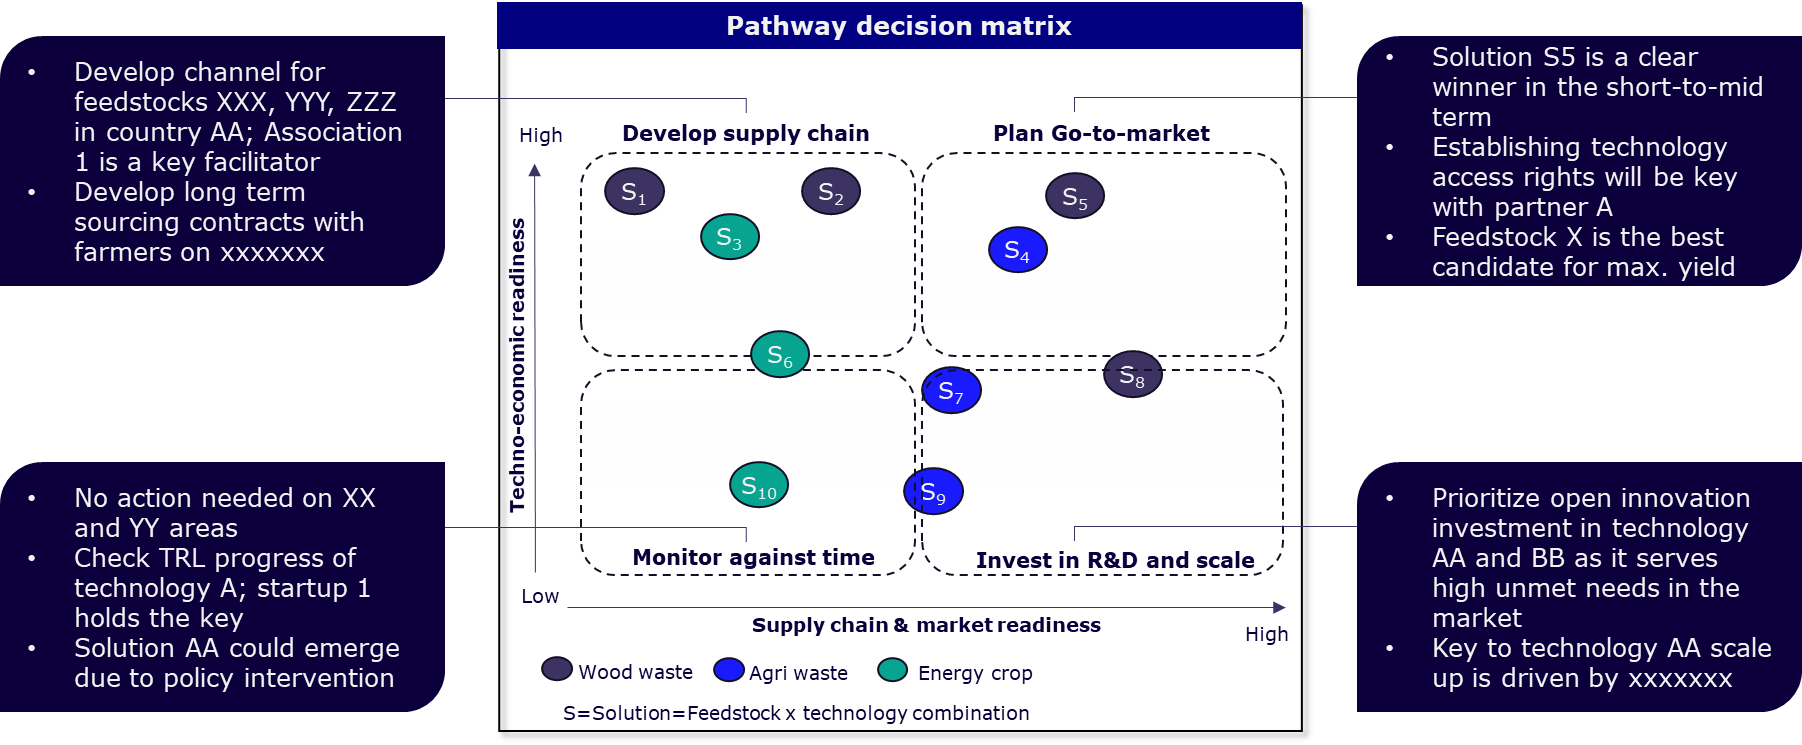 Pathway decision matrix
• Develop channel for
feedstocks XXX, YYY, ZZZ
in country AA; Association
1 is a key facilitator
• Develop long term
sourcing contracts with
farmers on xxxxxxx
• Solution S5 is a clear
winner in the short-to-mid
term
• Establishing technology
access rights will be key
with partner A
• Feedstock X is the best
candidate for max. yield
High
Develop supply chain
Plan Go-to-market
S1
S2
S3
S5
S4
Techno-economic readiness
S6
S7
S8
S10
S9
Monitor against time
Invest in R&D and scale
Low
Supply chain & market readiness
High
• No action needed on XX
and YY areas
• Check TRL progress of
technology A; startup 1
holds the key
• Solution AA could emerge
due to policy intervention
• Prioritize open innovation
investment in technology
AA and BB as it serves
high unmet needs in the
market
• Key to technology AA scale
up is driven by xxxxxxx
Wood waste
Agri waste
Energy crop
S=Solution=Feedstock x technology combination